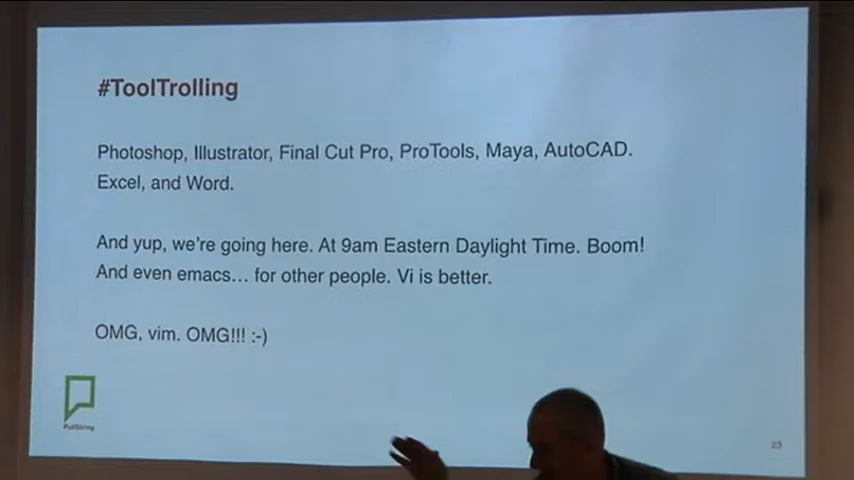 #ToolTrolling
Photoshop, Illustrator, Final Cut Pro, ProTools, Maya, AutoCAD.
Excel, and Word.
And yup, we're going here. At 9am Eastern Daylight Time. Boom!
And even emacs… for other people. Vi is better.
OMG, vim. OMG!!! :-)
PullString
23